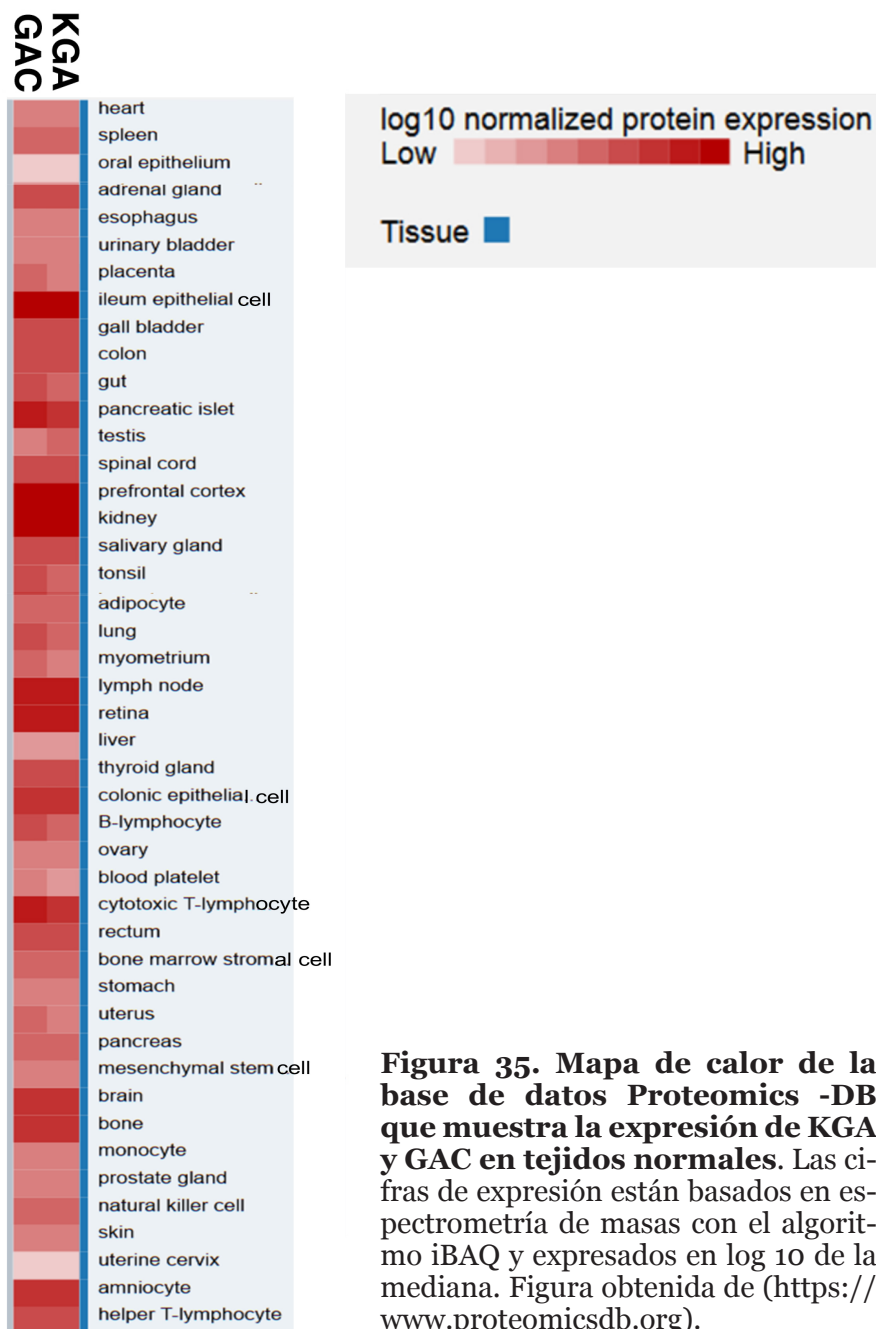 KGA
GAC
heart
spleen
oral epithelium
adrenal gland
esophagus
urinary bladder
placenta
ileum epithelial cell
gall bladder
colon
gut
pancreatic islet
testis
spinal cord
prefrontal cortex
kidney
salivary gland
tonsil
adipocyte
lung
myometrium
lymph node
retina
liver
thyroid gland
colonic epithelial cell
B-lymphocyte
ovary
blood platelet
cytotoxic T-lymphocyte
rectum
bone marrow stromal cell
stomach
uterus
pancreas
mesenchymal stem cell
brain
bone
monocyte
prostate gland
natural killer cell
skin
uterine cervix
amniocyte
helper T-lymphocyte
log10 normalized protein expression
Low High
Tissue
Figura 35. Mapa de calor de la
base de datos Proteomics -DB
que muestra la expresión de KGA
y GAC en tejidos normales. Las ci-
fras de expresión están basados en es-
pectrometría de masas con el algorit-
mo iBAQ y expresados en log 10 de la
mediana. Figura obtenida de (https://
www.proteomicsdb.org).